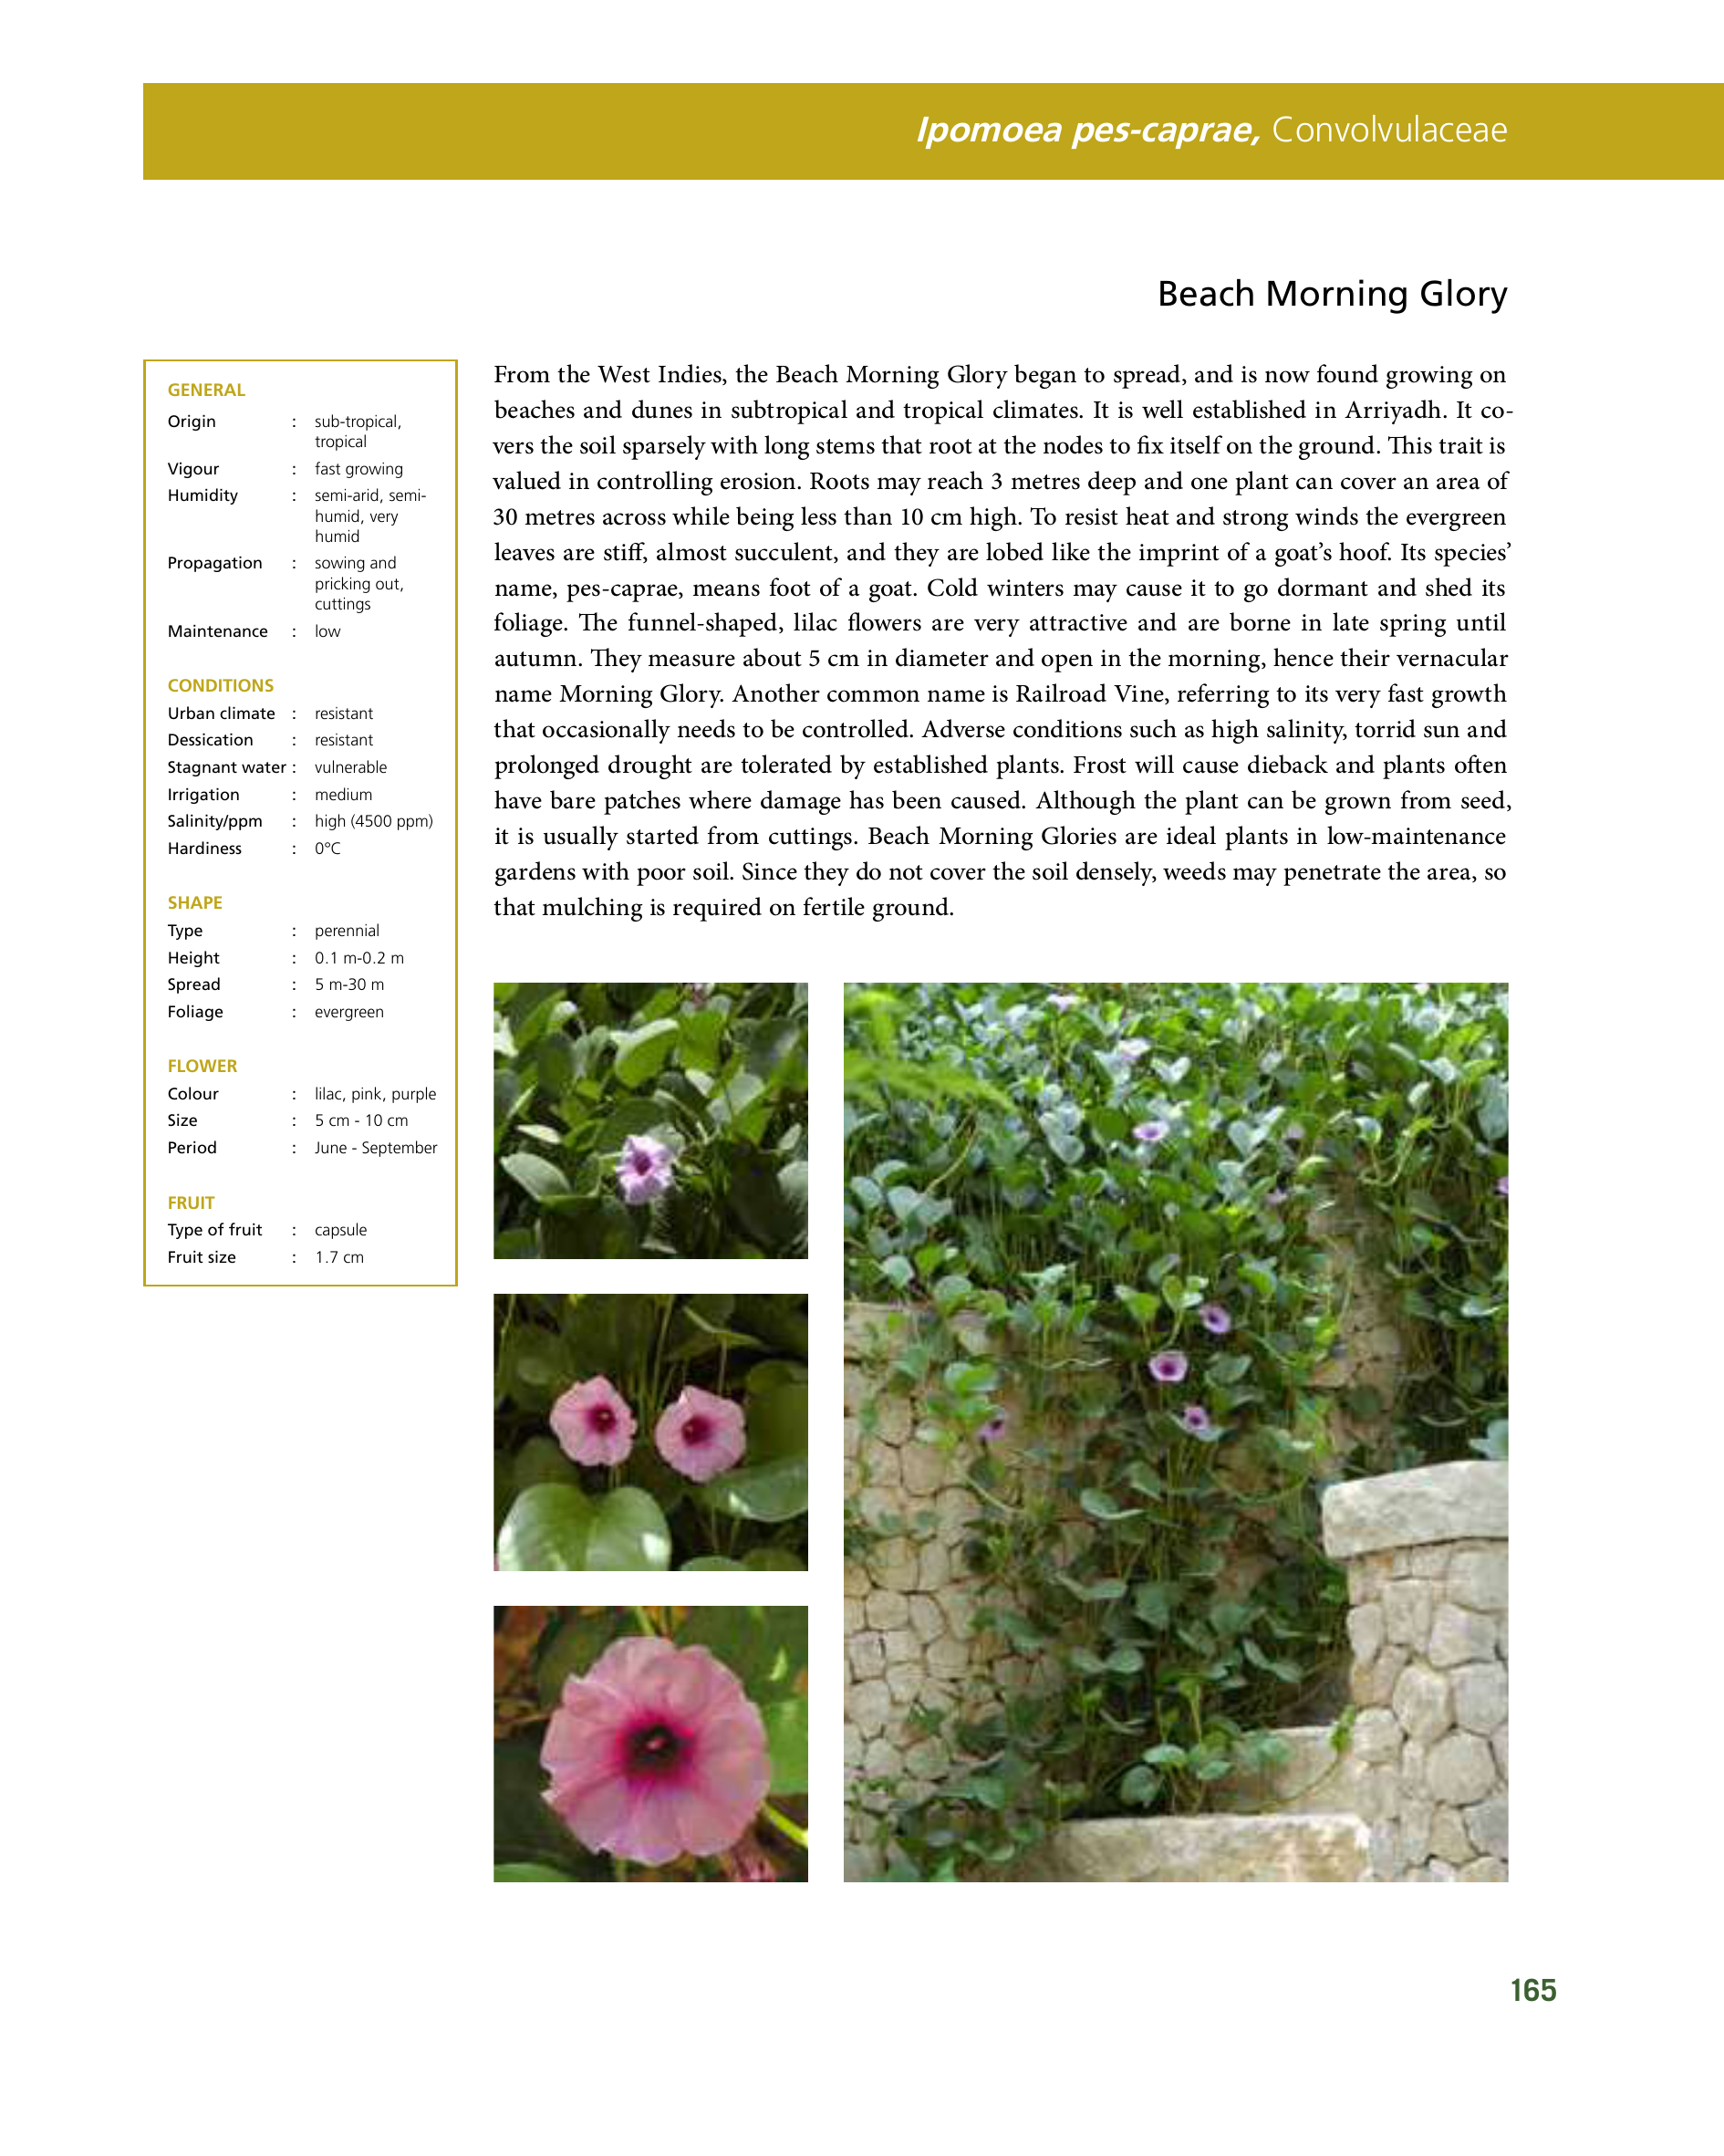 Ipomoea pes-caprae, Convolvulaceae
Beach Morning Glory
GENERAL
Origin : sub-tropical,
tropical
Vigour : fast growing
Humidity : semi-arid, semi-
humid, very
humid
Propagation : sowing and
pricking out,
cuttings
Maintenance : low
CONDITIONS
Urban climate : resistant
Dessication : resistant
Stagnant water : vulnerable
Irrigation : medium
Salinity/ppm : high (4500 ppm)
Hardiness : 0°C
SHAPE
Type : perennial
Height : 0.1 m-0.2 m
Spread : 5 m-30 m
Foliage : evergreen
FLOWER
Colour : lilac, pink, purple
Size : 5 cm - 10 cm
Period : June - September
FRUIT
Type of fruit : capsule
Fruit size : 1.7 cm
From the West Indies, the Beach Morning Glory began to spread, and is now found growing on
beaches and dunes in subtropical and tropical climates. It is well established in Arriyadh. It co-
vers the soil sparsely with long stems that root at the nodes to fix itself on the ground. This trait is
valued in controlling erosion. Roots may reach 3 metres deep and one plant can cover an area of
30 metres across while being less than 10 cm high. To resist heat and strong winds the evergreen
leaves are stiff, almost succulent, and they are lobed like the imprint of a goat’s hoof. Its species’
name, pes-caprae, means foot of a goat. Cold winters may cause it to go dormant and shed its
foliage. The funnel-shaped, lilac flowers are very attractive and are borne in late spring until
autumn. They measure about 5 cm in diameter and open in the morning, hence their vernacular
name Morning Glory. Another common name is Railroad Vine, referring to its very fast growth
that occasionally needs to be controlled. Adverse conditions such as high salinity, torrid sun and
prolonged drought are tolerated by established plants. Frost will cause dieback and plants often
have bare patches where damage has been caused. Although the plant can be grown from seed,
it is usually started from cuttings. Beach Morning Glories are ideal plants in low-maintenance
gardens with poor soil. Since they do not cover the soil densely, weeds may penetrate the area, so
that mulching is required on fertile ground.
165